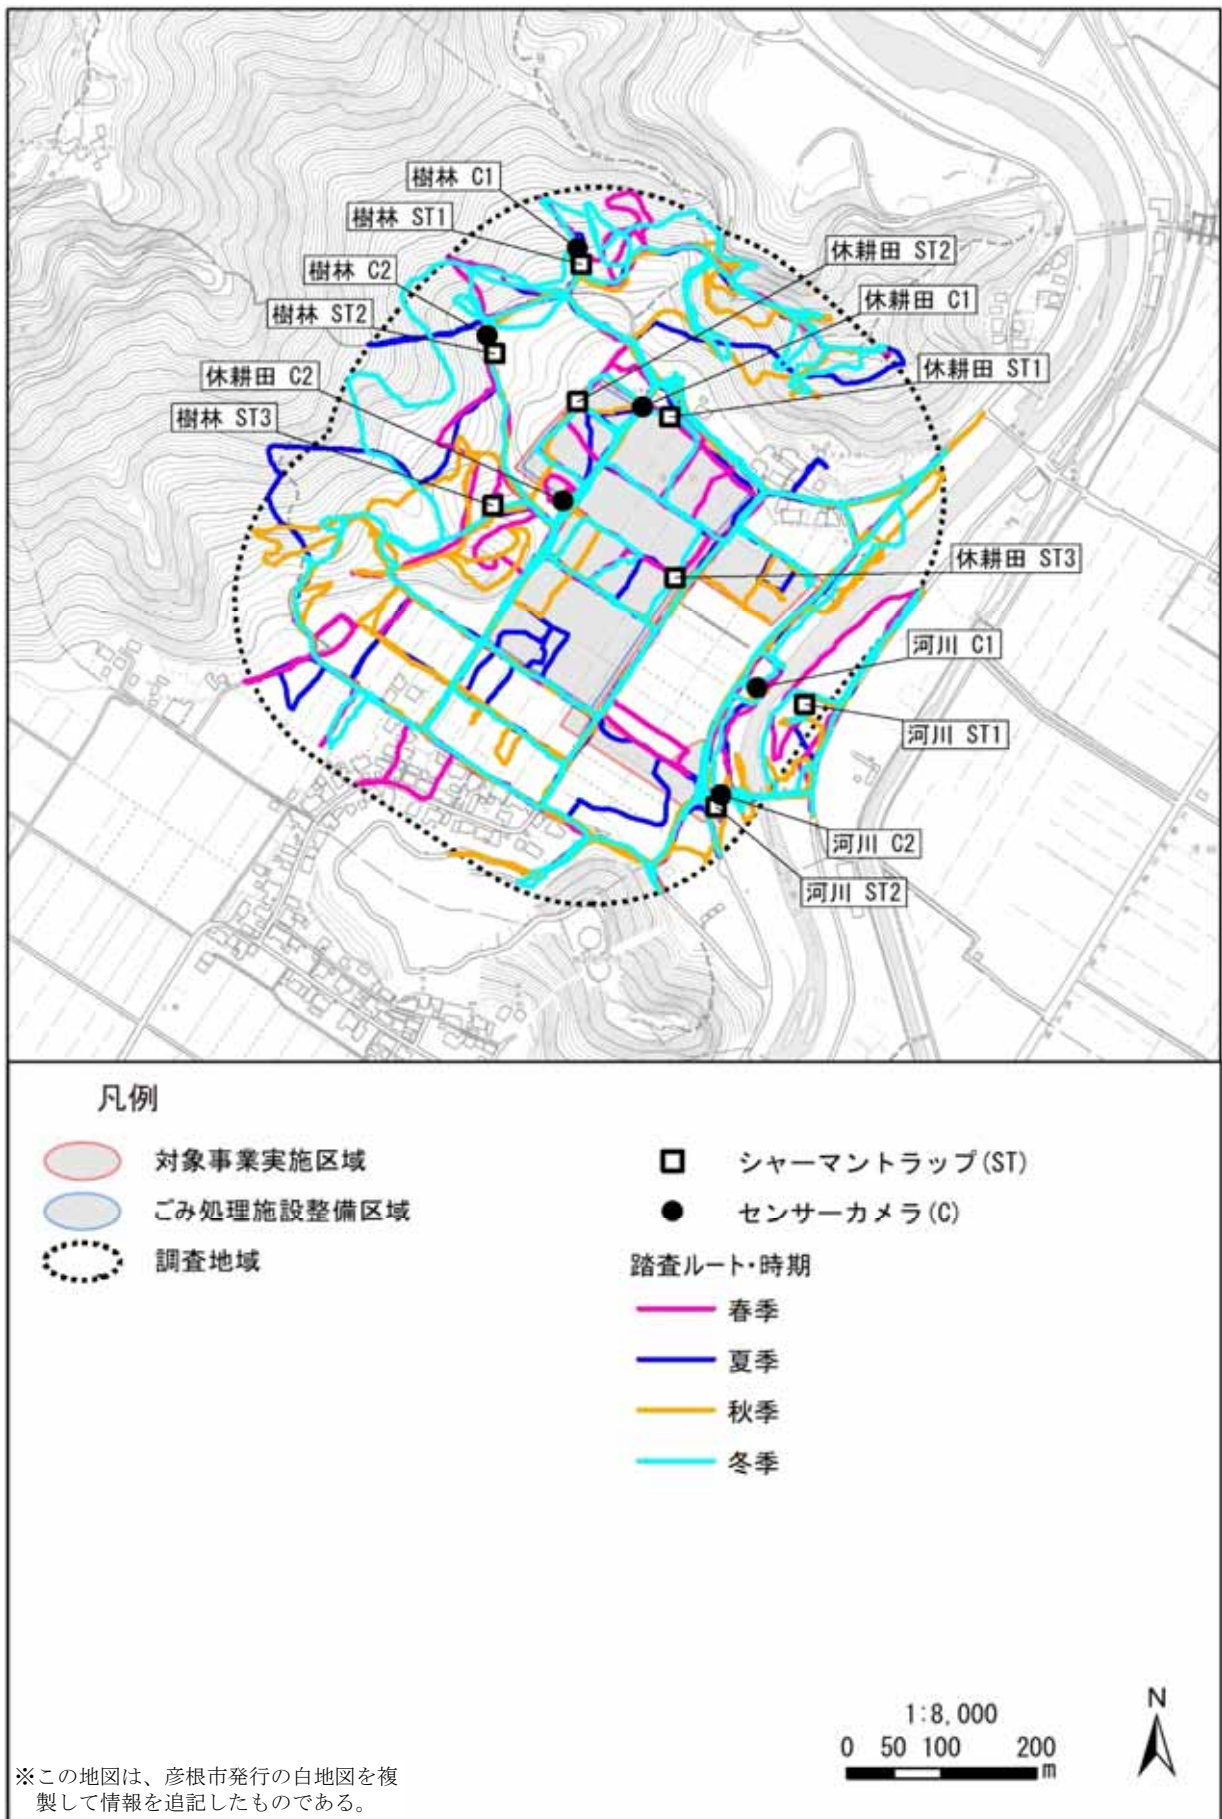 樹林 C1
樹林 ST1
休耕田 ST2
樹林 C2
休耕田 C1
樹林 ST2
休耕田 ST1
休耕田 C2
樹林 ST3
休耕田 ST3
河川 C1
河川 ST1
河川 C2
河川 ST2
凡例
対象事業実施区域
ごみ処理施設整備区域
調査地域
シャーマントラップ(ST)
センサーカメラ(C)
踏査ルート・時期
春季
夏季
秋季
冬季
1:8,000
0 50 100 200
m
N
※この地図は、彦根市発行の白地図を複
製して情報を追記したものである。